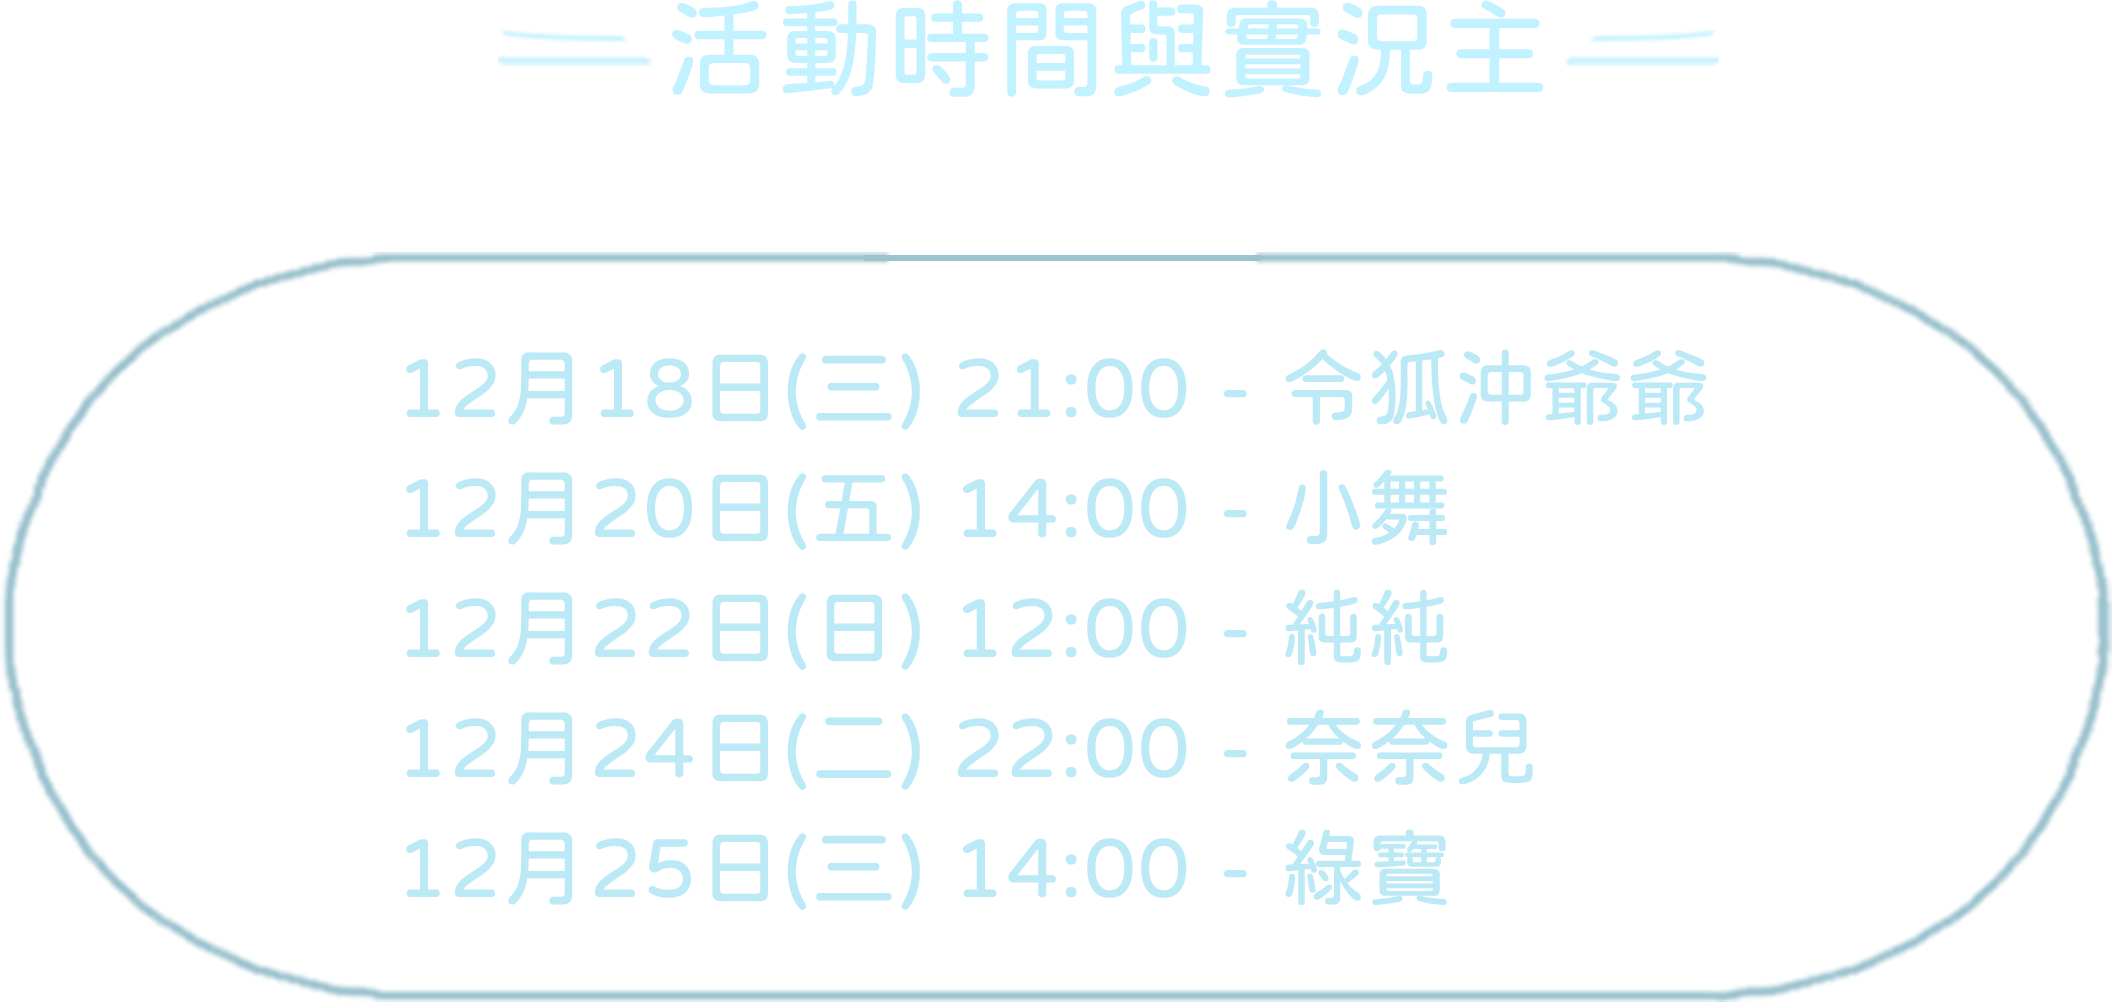 活動時間與實況主
12月18日(三) 21:00 - 令狐沖爺爺
12月20日(五) 14:00 - 小舞
12月22日(日) 12:00 - 純純
12月24日(二) 22:00 - 奈奈兒
12月25日(三) 14:00 - 綠寶